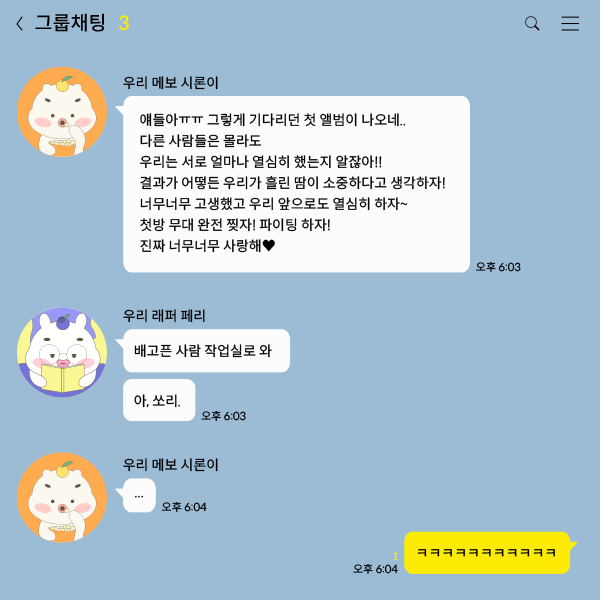 그룹채팅 3
우리 메보 시론이
얘들아ㅠㅠ 그렇게 기다리던 첫 앨범이 나오네..
다른 사람들은 몰라도
우리는 서로 얼마나 열심히 했는지 알잖아!!
결과가 어떻든 우리가 흘린 땀이 소중하다고 생각하자!
너무너무 고생했고 우리 앞으로도 열심히 하자~
첫방 무대 완전 찢자! 파이팅 하자!
진짜 너무너무 사랑해♥
오후 6:03
우리 래퍼 페리
배고픈 사람 작업실로 와
아, 쏘리.
오후 6:03
우리 메보 시론이
...
오후 6:04
ㅋㅋㅋㅋㅋㅋㅋㅋㅋㅋㅋ
1
오후 6:04